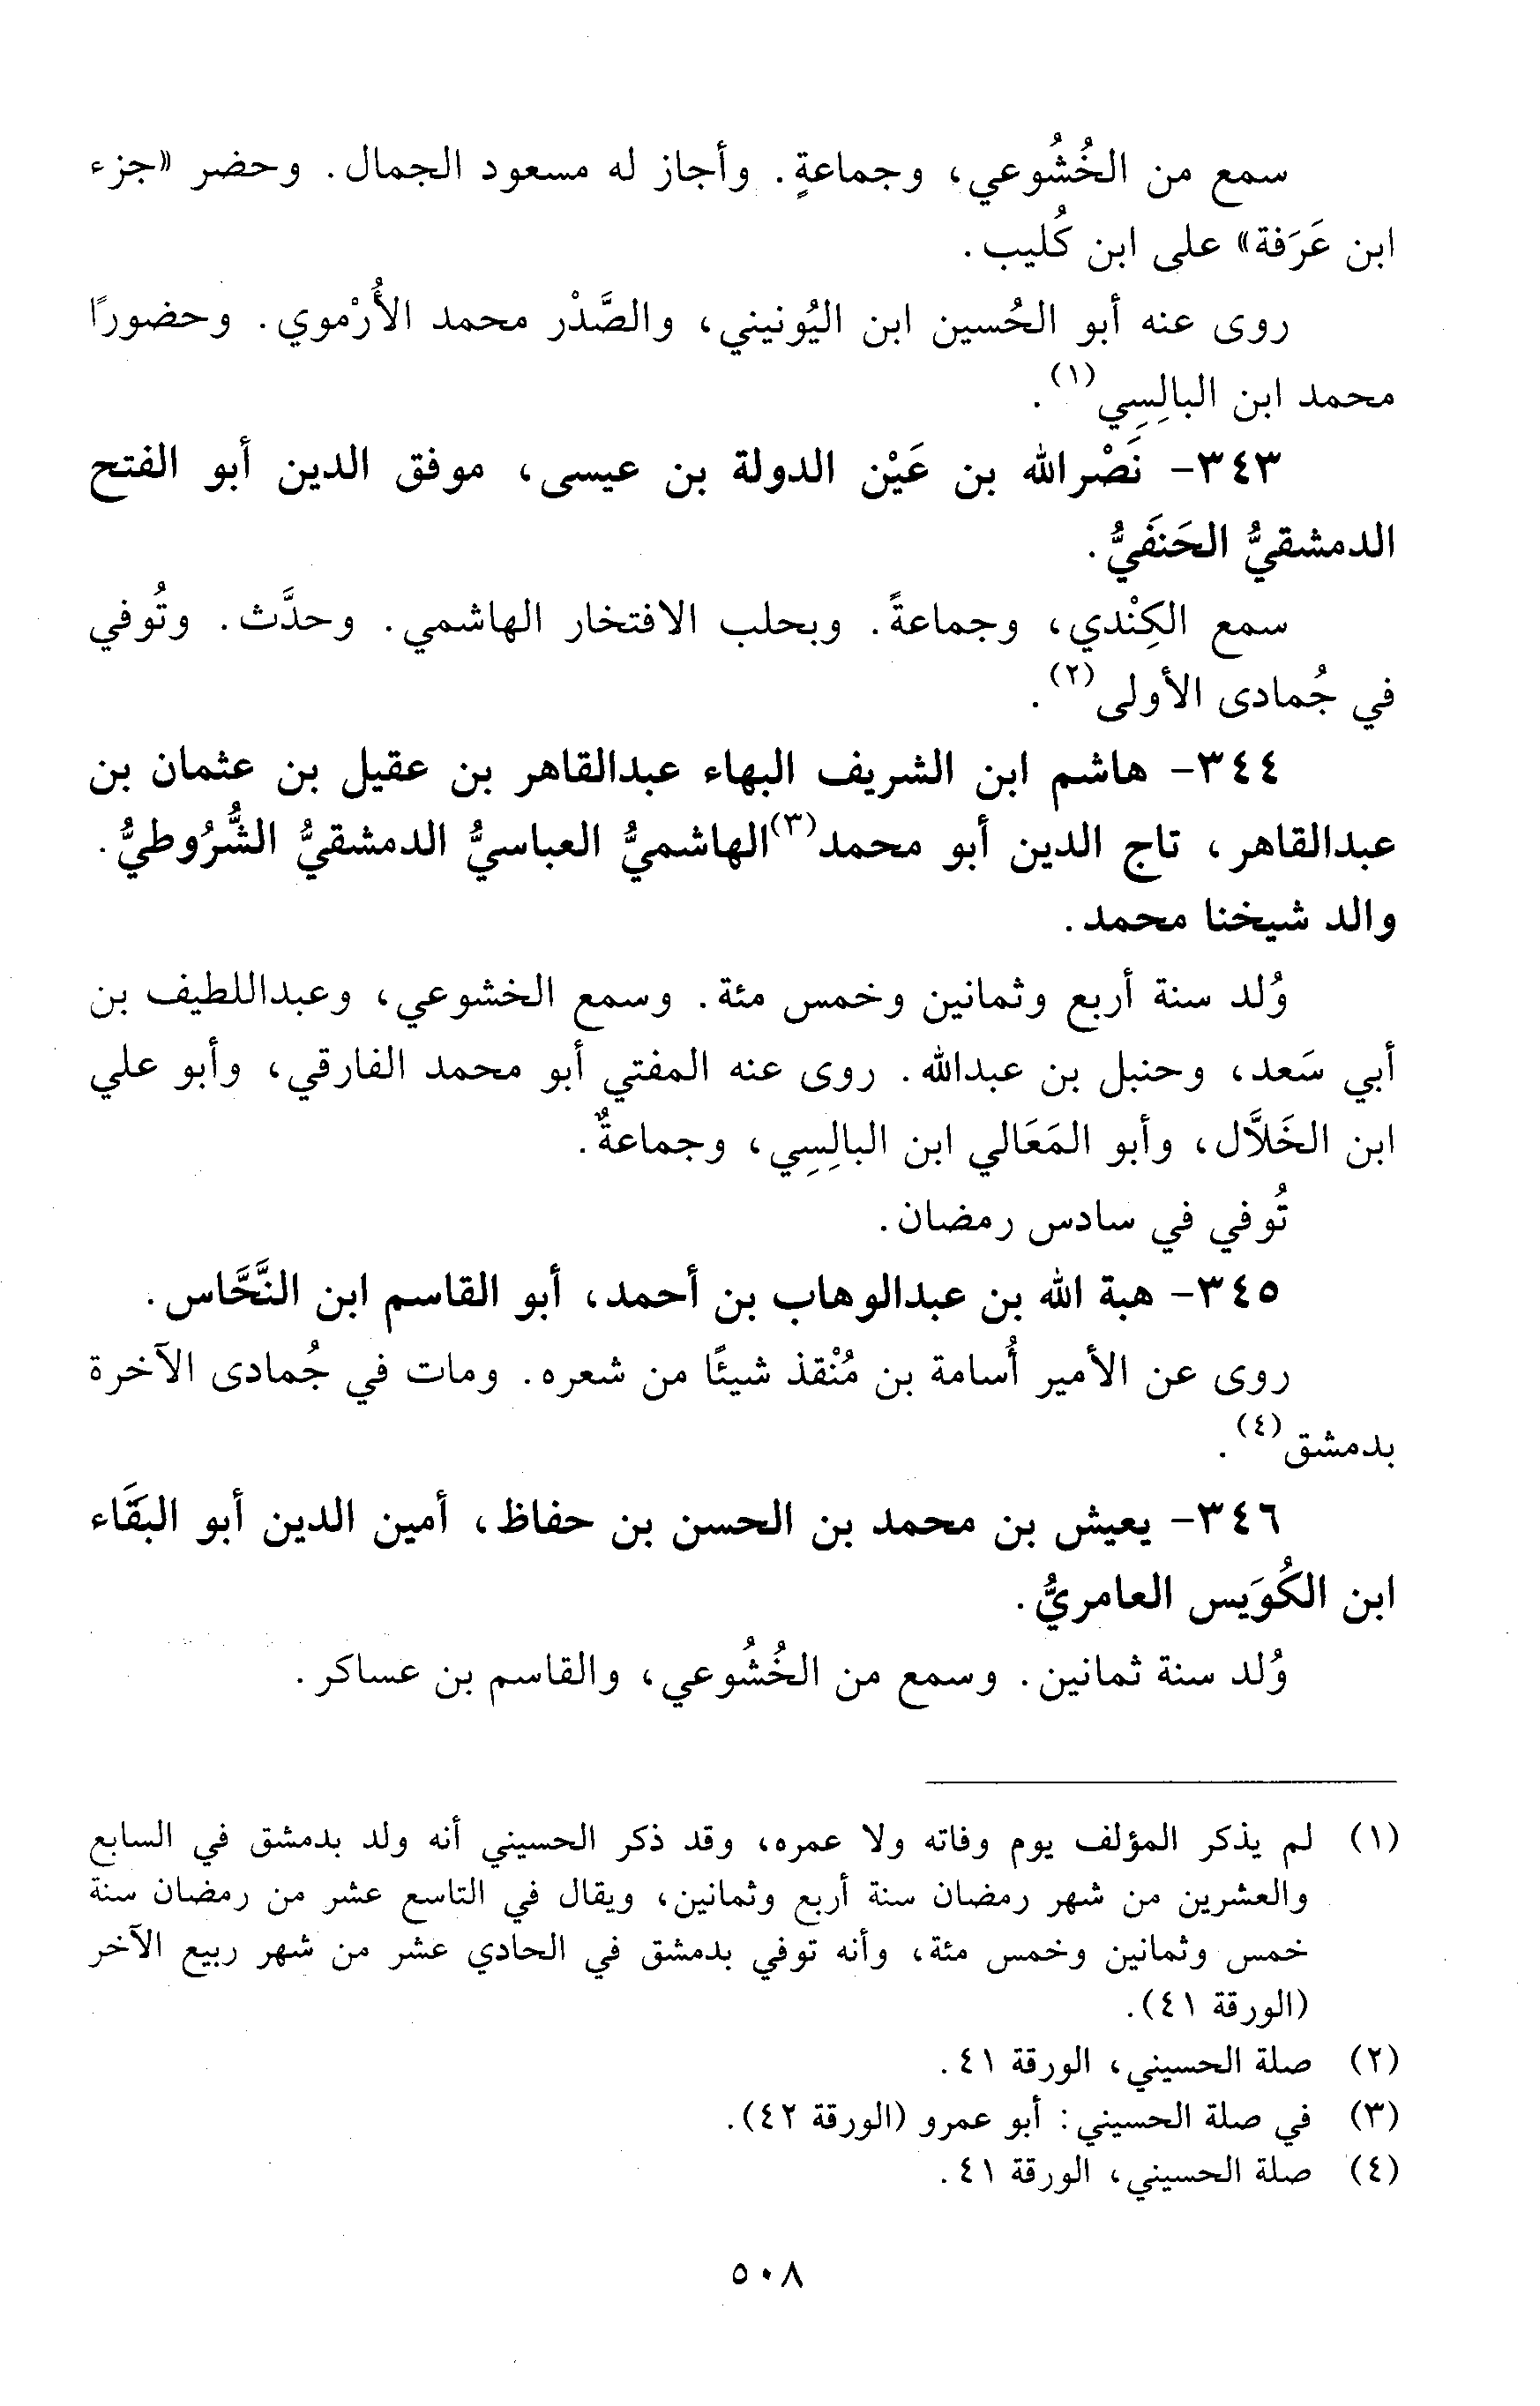 سمع من الخُشُوعي، وجماعةٍ. وأجاز له مسعود الجمال. وحضر «جزء
ابن عَرَفة» على ابن كُليب.
روى عنه أبو الحُسين ابن اليُونيني، والصَّدْر محمد الأُرْموي. وحضورًا
محمد ابن البالِسِي(١).
٣٤٣- نَصْرالله بن عَيْن الدولة بن عيسى، موفق الدين أبو الفتح
الدمشقيُّ الحَنَفَيُّ.
سمع الكِنْدي، وجماعةً. وبحلب الافتخار الهاشمي. وحدَّث. وتُوفي
في جُمادى الأولى(٢).
٣٤٤- هاشم ابن الشريف البهاء عبدالقاهر بن عقيل بن عثمان بن
عبدالقاهر، تاج الدين أبو محمد(٣)الهاشميُّ العباسيُّ الدمشقيُّ الشُّرُوطيُّ.
والد شيخنا محمد.
وُلد سنة أربع وثمانين وخمس مئة. وسمع الخشوعي، وعبداللطيف بن
أبي سَعد، وحنبل بن عبدالله. روى عنه المفتي أبو محمد الفارقي، وأبو علي
ابن الخَلاَّل، وأبو المَعَالي ابن البالِسِي، وجماعةٌ.
تُوفي في سادس رمضان.
٣٤٥- هبة الله بن عبدالوهاب بن أحمد، أبو القاسم ابن النَّحَّاس.
روى عن الأمير أُسامة بن مُنْقذ شيئًا من شعره. ومات في جُمادى الآخرة
بدمشق(٤).
٣٤٦- يعيش بن محمد بن الحسن بن حفاظ، أمين الدين أبو البَقَاء
ابن الكُوَيس العامريُّ.
وُلد سنة ثمانين. وسمع من الخُشُوعي، والقاسم بن عساكر.
(١) لم يذكر المؤلف يوم وفاته ولا عمره، وقد ذكر الحسيني أنه ولد بدمشق في السابع
والعشرين من شهر رمضان سنة أربع وثمانين، ويقال في التاسع عشر من رمضان سنة
خمس وثمانين وخمس مئة، وأنه توفي بدمشق في الحادي عشر من شهر ربيع الآخر
(الورقة ٤١).
(٢) صلة الحسيني، الورقة ٤١.
(٣) في صلة الحسيني: أبو عمرو (الورقة ٤٢).
(٤) صلة الحسيني، الورقة ٤١.
٥٠٨